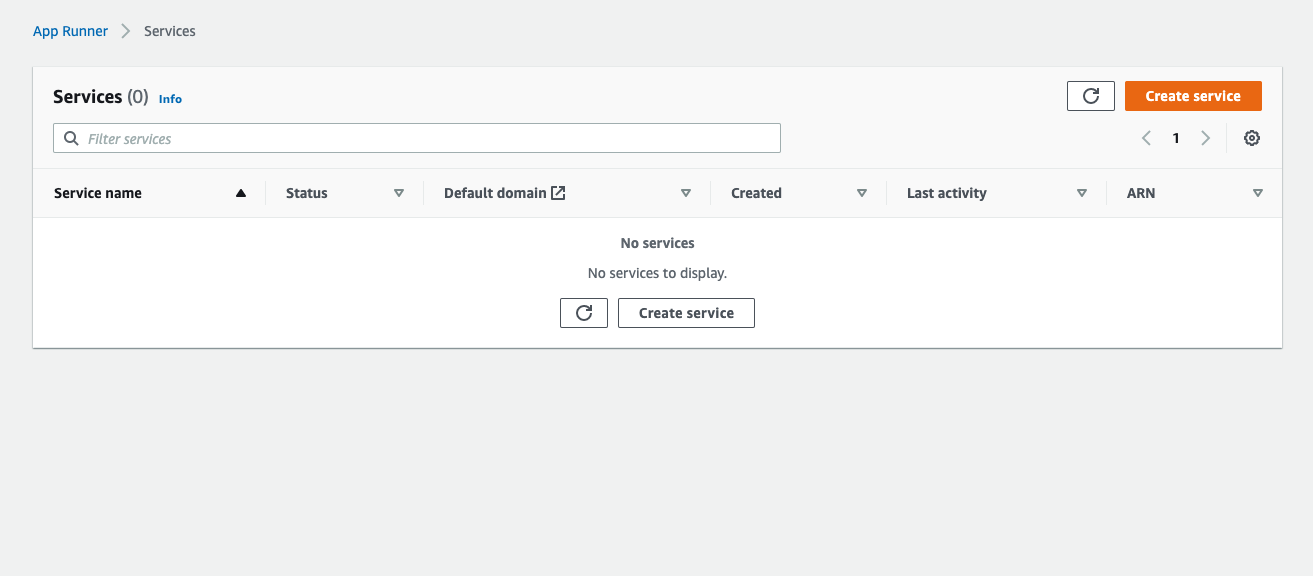 App Runner Services
Services (0) Info
Create service
Filter services
1
Service name Status Default domain Created Last activity ARN
No services
No services to display.
Create service